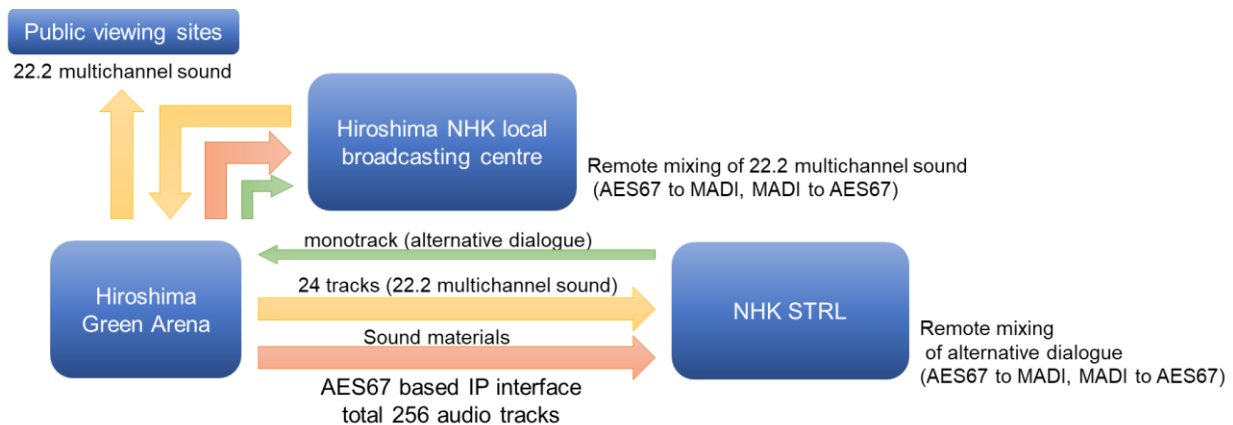 Public viewing sites
22.2 multichannel sound
Hiroshima NHK local
broadcasting centre
Remote mixing of 22.2 multichannel sound
(AES67 to MADI, MADI to AES67)
monotrack (alternative dialogue)
Hiroshima
Green Arena
24 tracks (22.2 multichannel sound)
NHK STRL
Sound materials
Remote mixing
of alternative dialogue
(AES67 to MADI, MADI to AES67)
AES67 based IP interface
total 256 audio tracks